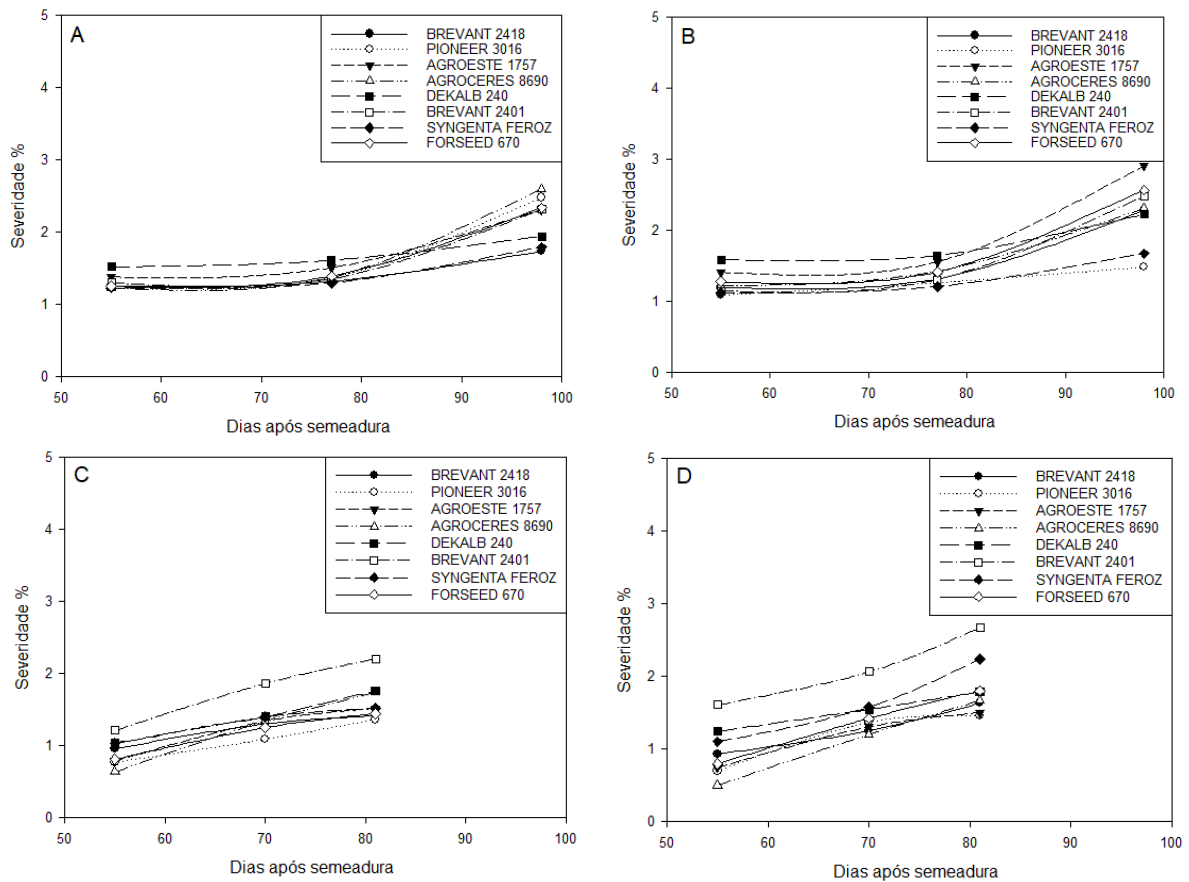 A
BREVANT 2418
PIONEER 3016
AGROESTE 1757
AGROCERES 8690
DEKALB 240
BREVANT 2401
SYNGENTA FEROZ
FORSEED 670
Severidade %
5
4
3
2
1
0
50 60 70 80 90 100
Dias após semeadura
B
BREVANT 2418
PIONEER 3016
AGROESTE 1757
AGROCERES 8690
DEKALB 240
BREVANT 2401
SYNGENTA FEROZ
FORSEED 670
Severidade %
5
4
3
2
1
0
50 60 70 80 90 100
Dias após semeadura
C
BREVANT 2418
PIONEER 3016
AGROESTE 1757
AGROCERES 8690
DEKALB 240
BREVANT 2401
SYNGENTA FEROZ
FORSEED 670
Severidade %
5
4
3
2
1
0
50 60 70 80 90 100
Dias após semeadura
D
BREVANT 2418
PIONEER 3016
AGROESTE 1757
AGROCERES 8690
DEKALB 240
BREVANT 2401
SYNGENTA FEROZ
FORSEED 670
Severidade %
5
4
3
2
1
0
50 60 70 80 90 100
Dias após semeadura